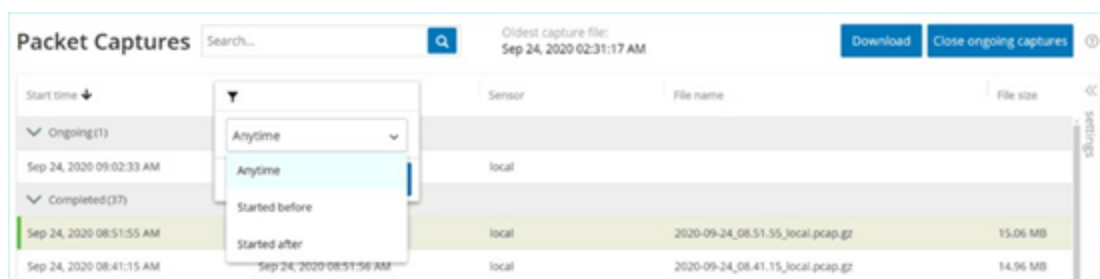 Packet Captures Search... Oldest capture file: Download Close ongoing captures
Sep 24, 2020 02:31:17 AM
Start time Sensor File name File size
settings
Ongoing(1)
Anytime
Sep 24, 2020 09:02:33 AM local
Anytime
Completed(37)
Started before
Sep 24, 2020 08:51:55 AM local 2020-09-24_08.51.55_local.pcap.gz 15.06 MB
Started after
Sep 24, 2020 08:41:15 AM Sep 24, 2020 08:51:56 AM local 2020-09-24_08.41.15_local.pcap.gz 14.96 MB